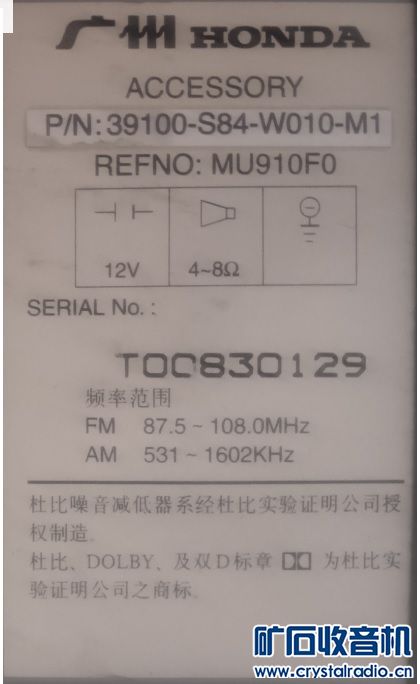 广州 HONDA
ACCESSORY
P/N: 39100-S84-W010-M1
REFNO: MU910F0
12V 4~8Ω
SERIAL No. :
T00830129
频率范围
FM 87.5 ~ 108.0MHz
AM 531 ~ 1602KHz
杜比噪音减低器系经杜比实验证明公司授
权制造.
杜比、DOLBY、及双D标章 为杜比实
验证明公司之商标.
矿石收音机
www.crystalradio.cn